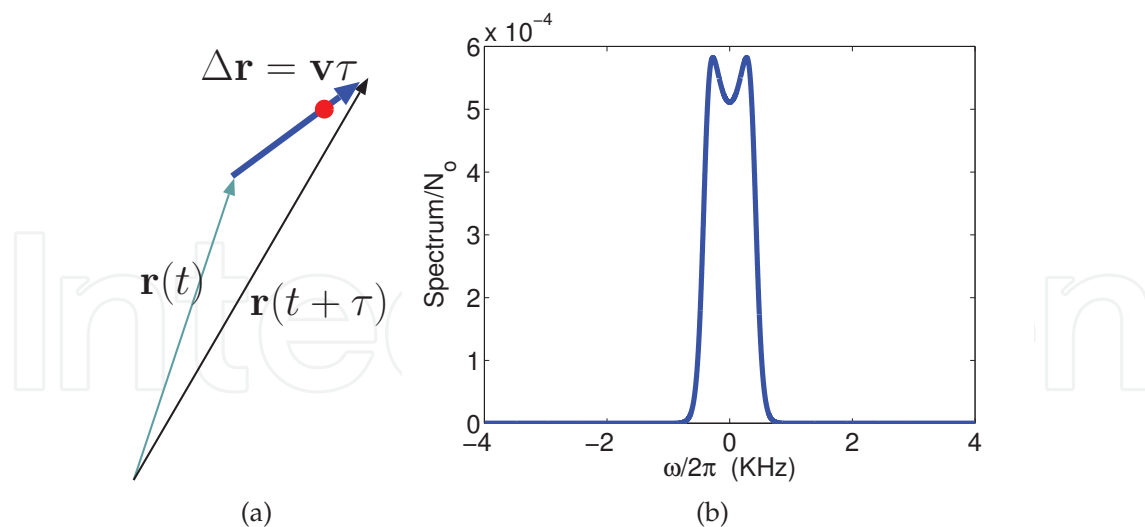 Δr = vτ
r(t)
r(t + τ)
(a)
x 10⁻⁴
6
5
4
3
2
1
0
Spectrum/Nₒ
−4
−2
0
2
4
ω/2π (KHz)
(b)